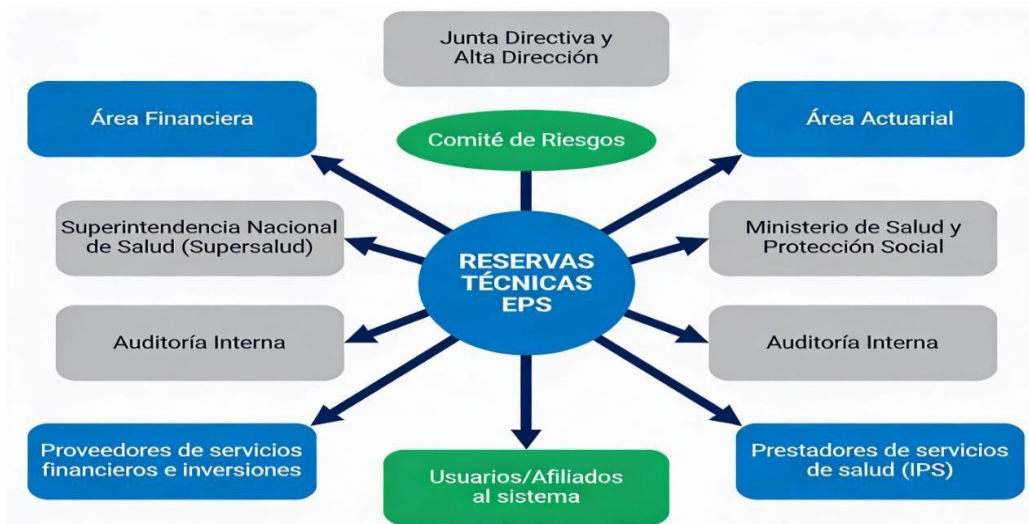 Junta Directiva y
Alta Dirección
Área Financiera
Comité de Riesgos
Área Actuarial
Superintendencia Nacional
de Salud (Supersalud)
Ministerio de Salud y
Protección Social
RESERVAS
TÉCNICAS
EPS
Auditoría Interna
Auditoría Interna
Proveedores de servicios
financieros e inversiones
Usuarios/Afiliados
al sistema
Prestadores de servicios
de salud (IPS)